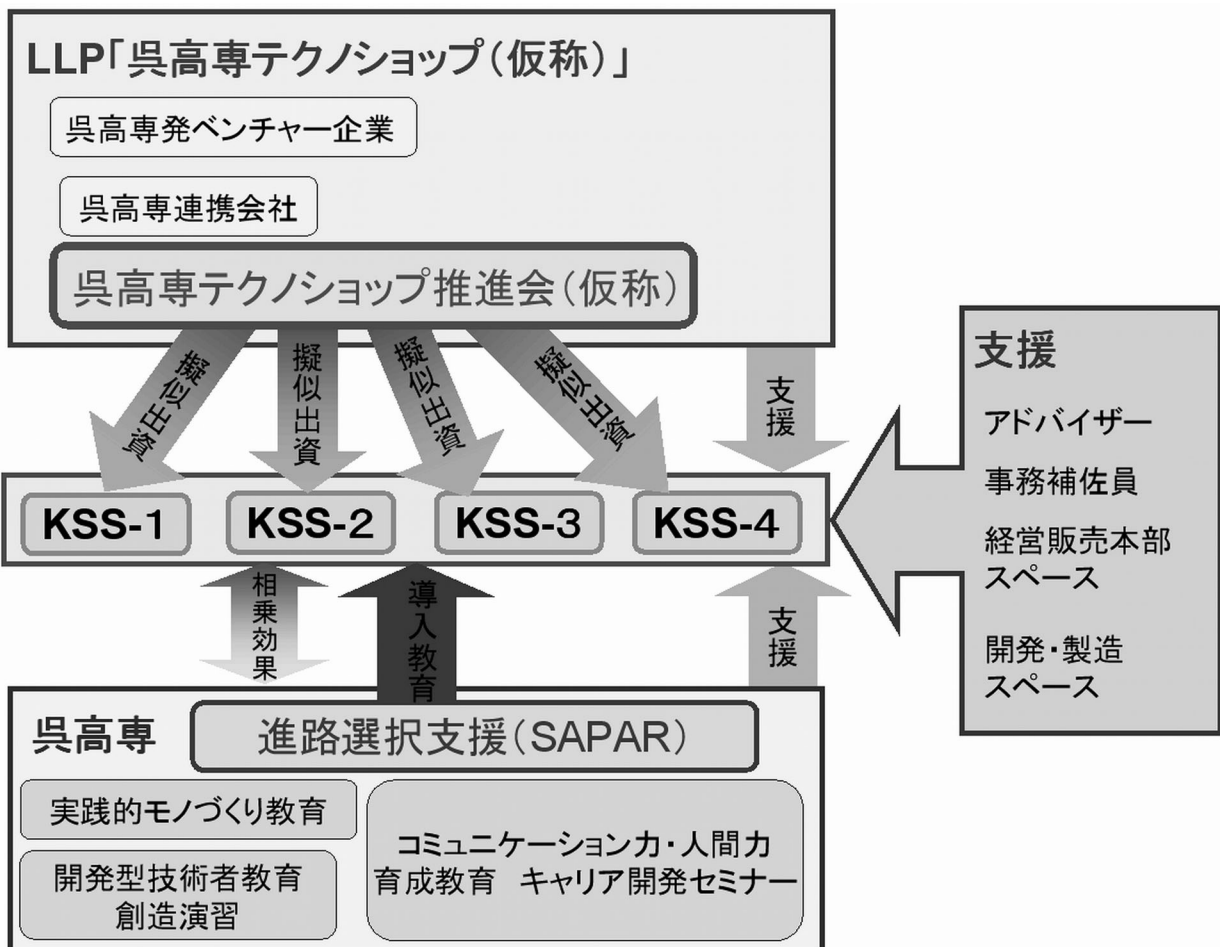 LLP「呉高専テクノショップ(仮称)」
呉高専発ベンチャー企業
呉高専連携会社
呉高専テクノショップ推進会(仮称)
擬似出資
擬似出資
擬似出資
擬似出資
支援
KSS-1
KSS-2
KSS-3
KSS-4
支援
アドバイザー
事務補佐員
経営販売本部
スペース
開発・製造
スペース
相乗効果
導入教育
支援
呉高専
進路選択支援(SAPAR)
実践的モノづくり教育
開発型技術者教育
創造演習
コミュニケーション力・人間力
育成教育 キャリア開発セミナー